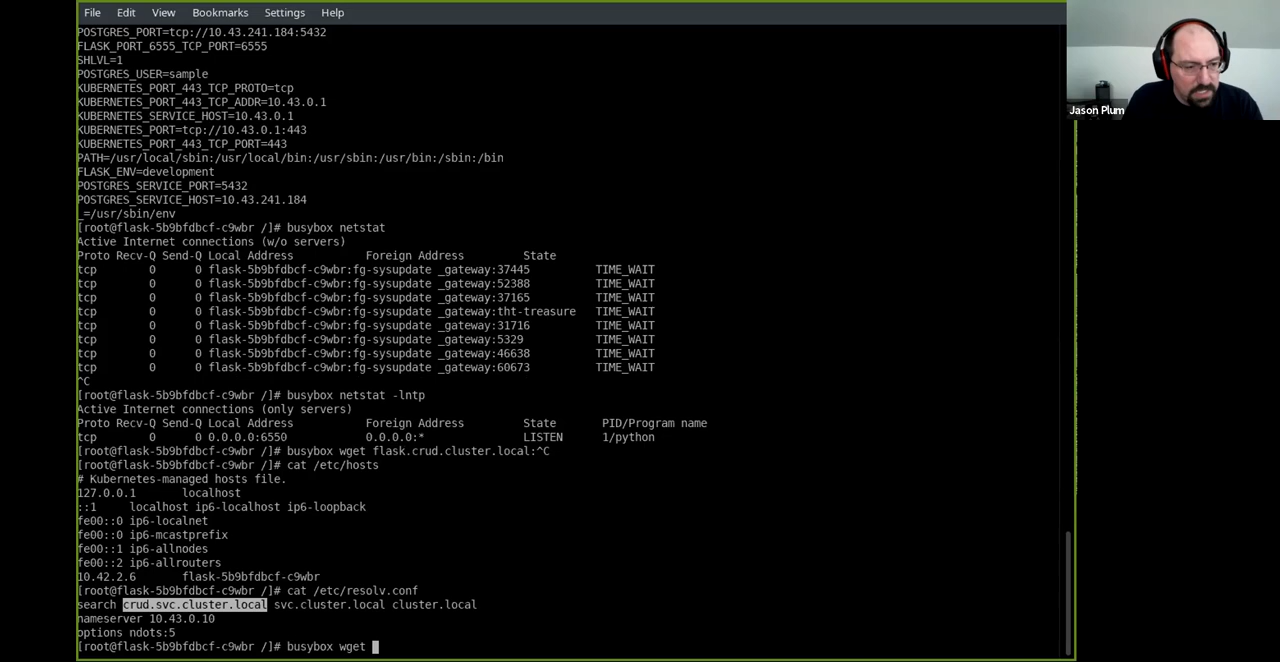 File Edit View Bookmarks Settings Help
POSTGRES_PORT=tcp://10.43.241.184:5432
FLASK_PORT_6555_TCP_PORT=6555
SHLVL=1
POSTGRES_USER=sample
KUBERNETES_PORT_443_TCP_PROTO=tcp
KUBERNETES_PORT_443_TCP_ADDR=10.43.0.1
KUBERNETES_SERVICE_HOST=10.43.0.1
KUBERNETES_PORT=tcp://10.43.0.1:443
KUBERNETES_PORT_443_TCP_PORT=443
PATH=/usr/local/sbin:/usr/local/bin:/usr/sbin:/usr/bin:/sbin:/bin
FLASK_ENV=development
POSTGRES_SERVICE_PORT=5432
POSTGRES_SERVICE_HOST=10.43.241.184
_=/usr/sbin/env
[root@flask-5b9bfdbcf-c9wbr /]# busybox netstat
Active Internet connections (w/o servers)
Proto Recv-Q Send-Q Local Address Foreign Address State
tcp 0 0 flask-5b9bfdbcf-c9wbr:fg-sysupdate _gateway:37445 TIME_WAIT
tcp 0 0 flask-5b9bfdbcf-c9wbr:fg-sysupdate _gateway:52388 TIME_WAIT
tcp 0 0 flask-5b9bfdbcf-c9wbr:fg-sysupdate _gateway:37165 TIME_WAIT
tcp 0 0 flask-5b9bfdbcf-c9wbr:fg-sysupdate _gateway:tht-treasure TIME_WAIT
tcp 0 0 flask-5b9bfdbcf-c9wbr:fg-sysupdate _gateway:31716 TIME_WAIT
tcp 0 0 flask-5b9bfdbcf-c9wbr:fg-sysupdate _gateway:5329 TIME_WAIT
tcp 0 0 flask-5b9bfdbcf-c9wbr:fg-sysupdate _gateway:46638 TIME_WAIT
tcp 0 0 flask-5b9bfdbcf-c9wbr:fg-sysupdate _gateway:60673 TIME_WAIT
^C
[root@flask-5b9bfdbcf-c9wbr /]# busybox netstat -lntp
Active Internet connections (only servers)
Proto Recv-Q Send-Q Local Address Foreign Address State PID/Program name
tcp 0 0 0.0.0.0:6550 0.0.0.0:* LISTEN 1/python
[root@flask-5b9bfdbcf-c9wbr /]# busybox wget flask.crud.cluster.local:^C
[root@flask-5b9bfdbcf-c9wbr /]# cat /etc/hosts
# Kubernetes-managed hosts file.
127.0.0.1 localhost
::1 localhost ip6-localhost ip6-loopback
fe00::0 ip6-localnet
fe00::0 ip6-mcastprefix
fe00::1 ip6-allnodes
fe00::2 ip6-allrouters
10.42.2.6 flask-5b9bfdbcf-c9wbr
[root@flask-5b9bfdbcf-c9wbr /]# cat /etc/resolv.conf
search crud.svc.cluster.local svc.cluster.local cluster.local
nameserver 10.43.0.10
options ndots:5
[root@flask-5b9bfdbcf-c9wbr /]# busybox wget
Jason Plum